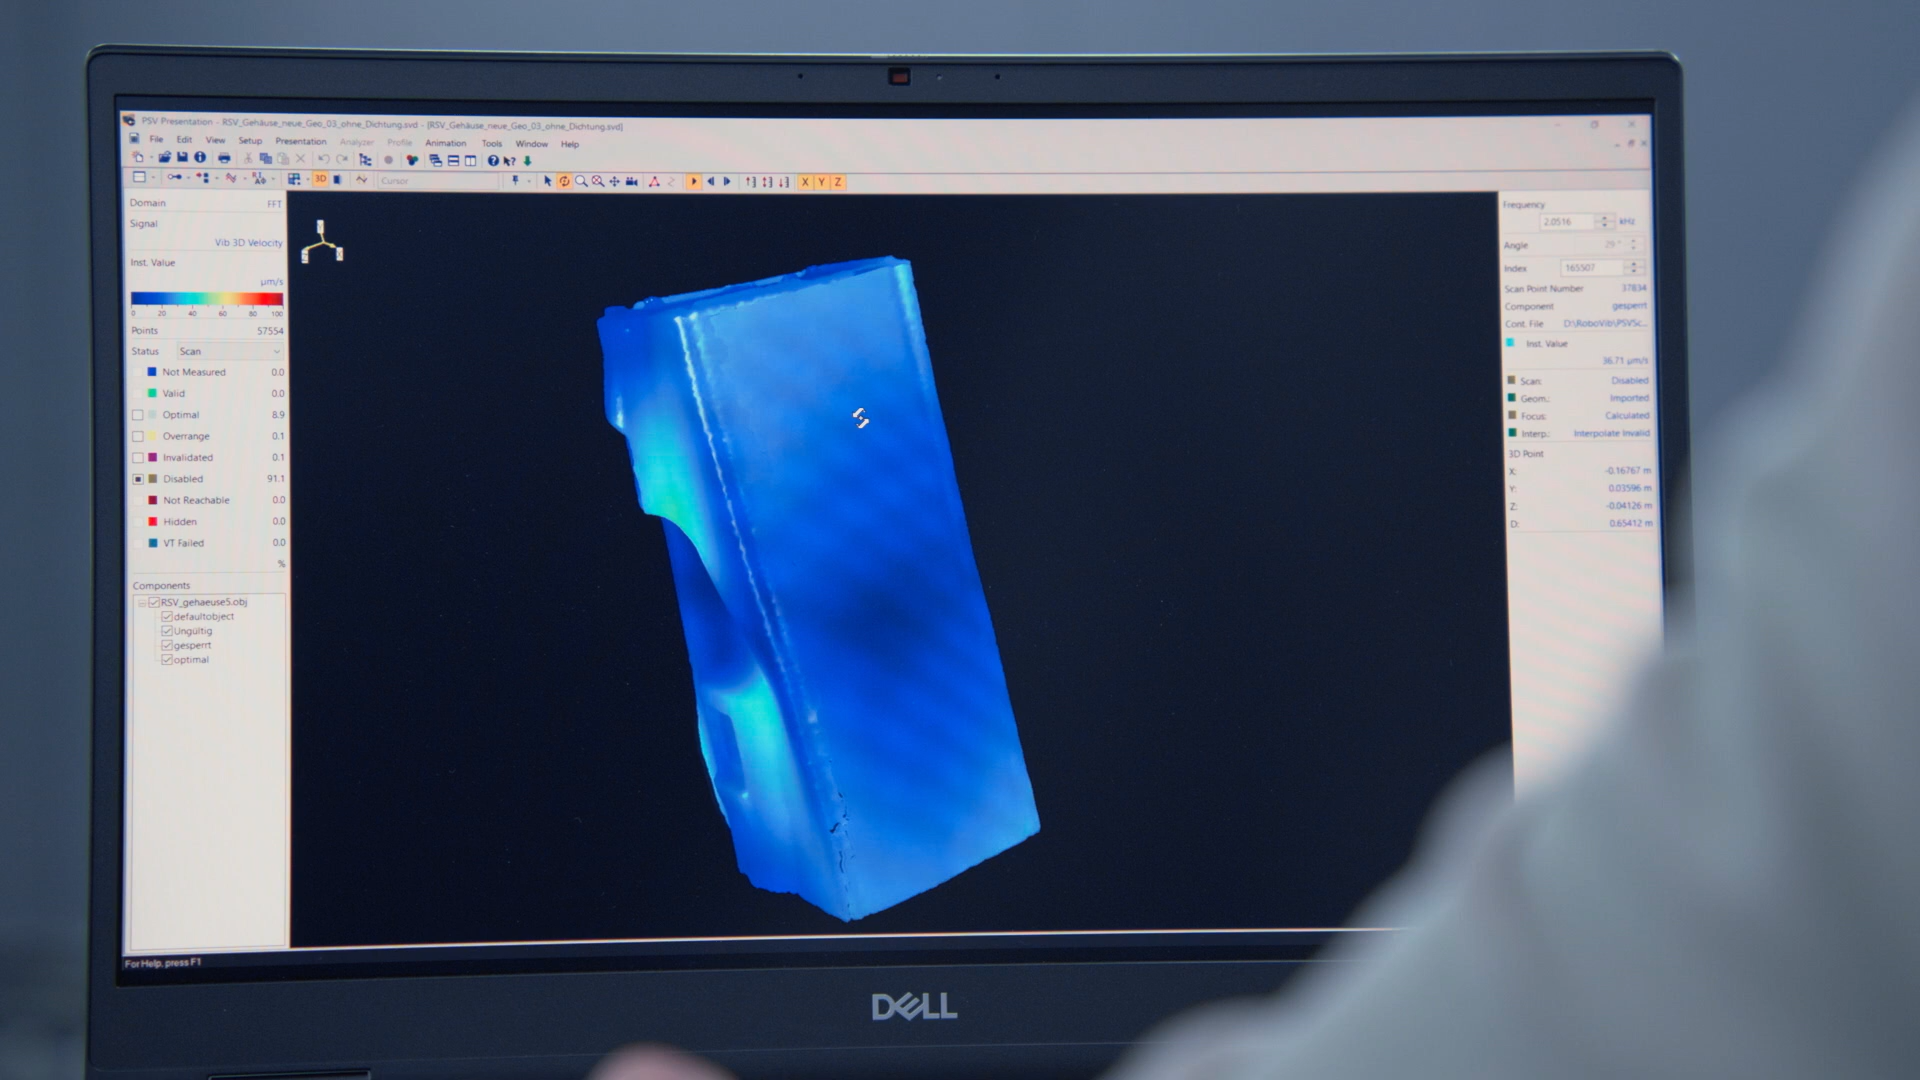 PSV Presentation - RSV_Gehäuse_neue_Geo_03_ohne_Dichtung.svd - [RSV_Gehäuse_neue_Geo_03_ohne_Dichtung.svd]
File Edit View Setup Presentation Analyzer Profile Animation Tools Window Help
3D Cursor X Y Z
Domain FFT
Signal
Vib 3D Velocity
Inst. Value
µm/s
0 20 40 60 80 100
Points 57554
Status Scan
Not Measured 0.0
Valid 0.0
Optimal 8.9
Overrange 0.1
Invalidated 0.1
Disabled 91.1
Not Reachable 0.0
Hidden 0.0
VT Failed 0.0
%
Components
RSV_gehaeuse5.obj
defaultobject
Ungültig
gesperrt
optimal
Frequency
2.0516 kHz
Angle 29 °
Index 165507
Scan Point Number 37834
Component gesperrt
Cont. File D:\RoboVib\PSVSc...
Inst. Value
36.71 µm/s
Scan: Disabled
Geom.: Imported
Focus: Calculated
Interp.: Interpolate Invalid
3D Point
X: -0.16767 m
Y: 0.03596 m
Z: -0.04126 m
D: 0.65412 m
For Help, press F1
DELL